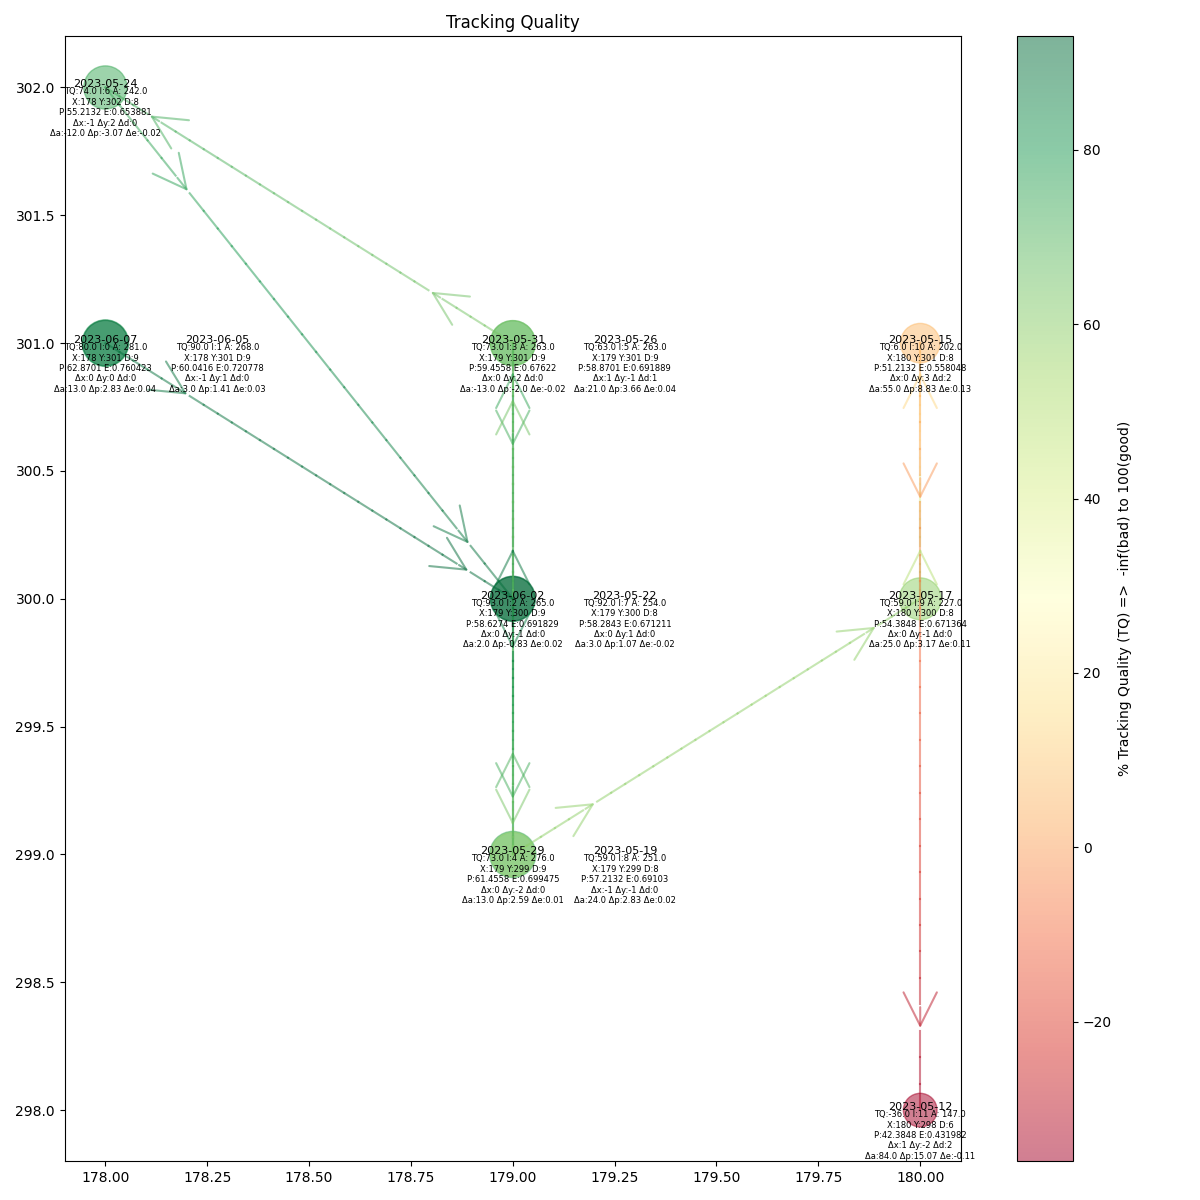 Tracking Quality
302.0
301.5
301.0
300.5
300.0
299.5
299.0
298.5
298.0
2023-05-24
TQ:74.0 I:6 A: 242.0
X:178 Y:302 D:8
P:55.2132 E:0.653881
Δx:-1 Δy:2 Δd:0
Δa:-12.0 Δp:-3.07 Δe:-0.02
2023-06-07
TQ:80.0 I:0 A: 281.0
X:178 Y:301 D:9
P:62.8701 E:0.760423
Δx:0 Δy:0 Δd:0
Δa:13.0 Δp:2.83 Δe:0.04
2023-06-05
TQ:90.0 I:1 A: 268.0
X:178 Y:301 D:9
P:60.0416 E:0.720778
Δx:-1 Δy:1 Δd:0
Δa:3.0 Δp:1.41 Δe:0.03
2023-05-31
TQ:73.0 I:3 A: 263.0
X:179 Y:301 D:9
P:59.4558 E:0.67622
Δx:0 Δy:2 Δd:0
Δa:-13.0 Δp:-2.0 Δe:-0.02
2023-05-26
TQ:63.0 I:5 A: 263.0
X:179 Y:301 D:9
P:58.8701 E:0.691889
Δx:1 Δy:-1 Δd:1
Δa:21.0 Δp:3.66 Δe:0.04
2023-05-15
TQ:6.0 I:10 A: 202.0
X:180 Y:301 D:8
P:51.2132 E:0.558048
Δx:0 Δy:3 Δd:2
Δa:55.0 Δp:8.83 Δe:0.13
2023-06-02
TQ:93.0 I:2 A: 265.0
X:179 Y:300 D:9
P:58.6274 E:0.691829
Δx:0 Δy:-1 Δd:0
Δa:2.0 Δp:-0.83 Δe:0.02
2023-05-22
TQ:92.0 I:7 A: 254.0
X:179 Y:300 D:8
P:58.2843 E:0.671211
Δx:0 Δy:1 Δd:0
Δa:3.0 Δp:1.07 Δe:-0.02
2023-05-17
TQ:59.0 I:9 A: 227.0
X:180 Y:300 D:8
P:54.3848 E:0.671364
Δx:0 Δy:-1 Δd:0
Δa:25.0 Δp:3.17 Δe:0.11
2023-05-29
TQ:73.0 I:4 A: 276.0
X:179 Y:299 D:9
P:61.4558 E:0.699475
Δx:0 Δy:-2 Δd:0
Δa:13.0 Δp:2.59 Δe:0.01
2023-05-19
TQ:59.0 I:8 A: 251.0
X:179 Y:299 D:8
P:57.2132 E:0.69103
Δx:-1 Δy:-1 Δd:0
Δa:24.0 Δp:2.83 Δe:0.02
2023-05-12
TQ:-36.0 I:11 A: 147.0
X:180 Y:298 D:6
P:42.3848 E:0.431982
Δx:1 Δy:-2 Δd:2
Δa:84.0 Δp:15.07 Δe:-0.11
178.00
178.25
178.50
178.75
179.00
179.25
179.50
179.75
180.00
80
60
40
20
0
−20
% Tracking Quality (TQ) => -inf(bad) to 100(good)